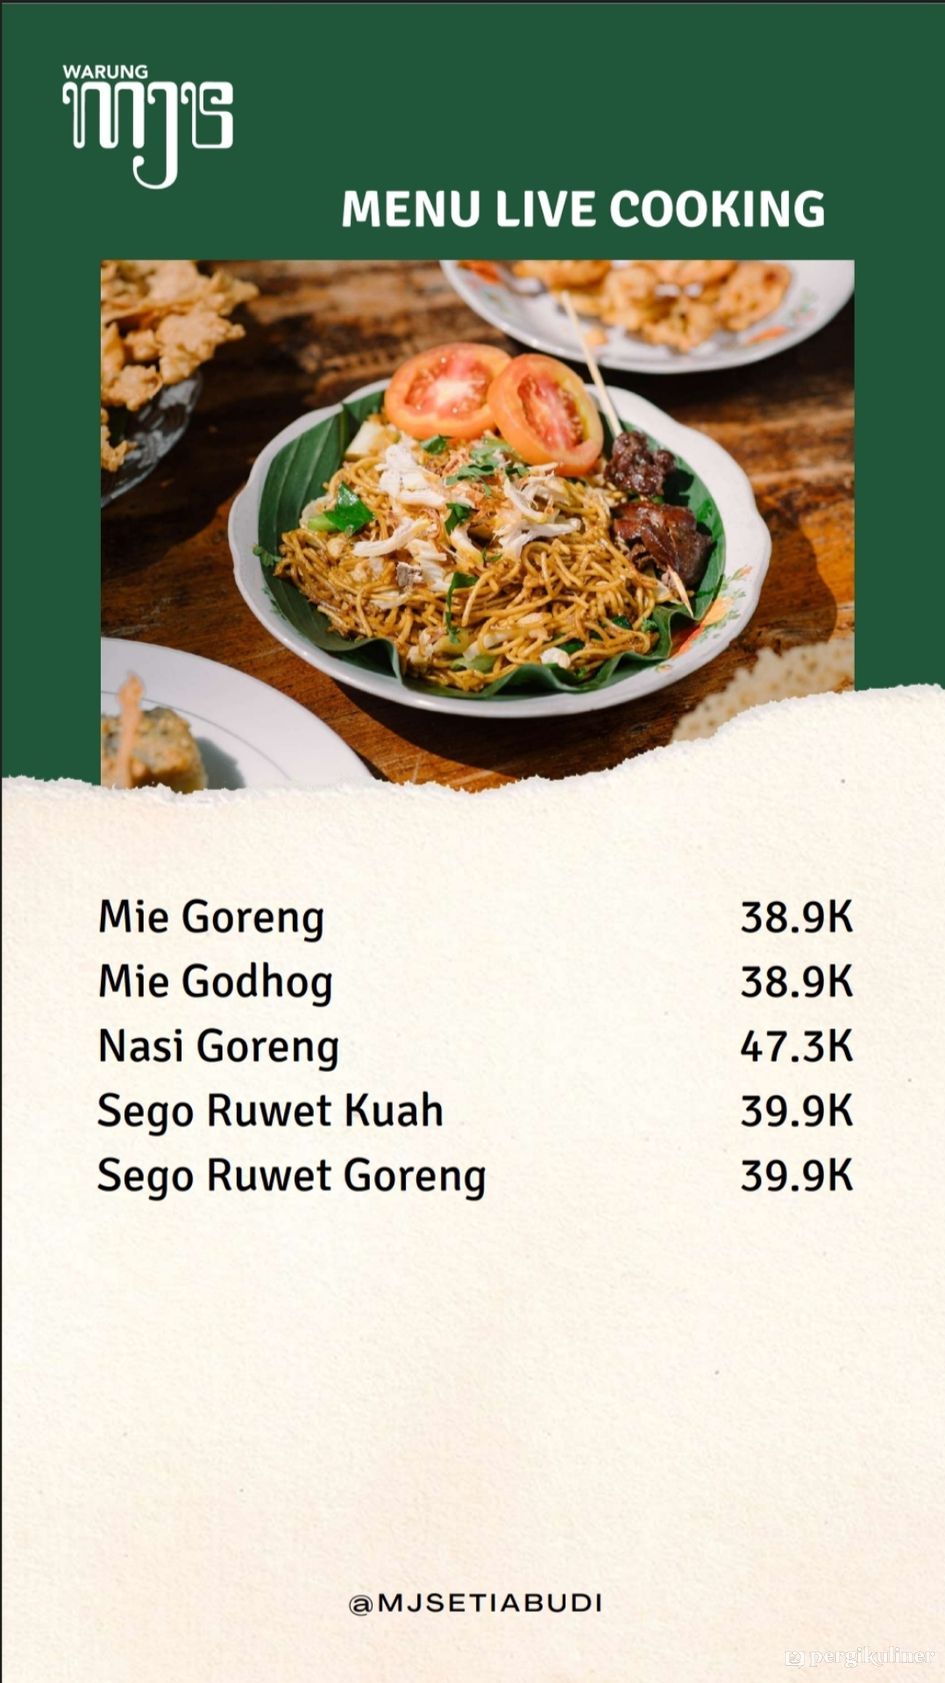 WARUNG
mjs
MENU LIVE COOKING
Mie Goreng 38.9K
Mie Godhog 38.9K
Nasi Goreng 47.3K
Sego Ruwet Kuah 39.9K
Sego Ruwet Goreng 39.9K
@MJSETIABUDI
pergikuliner